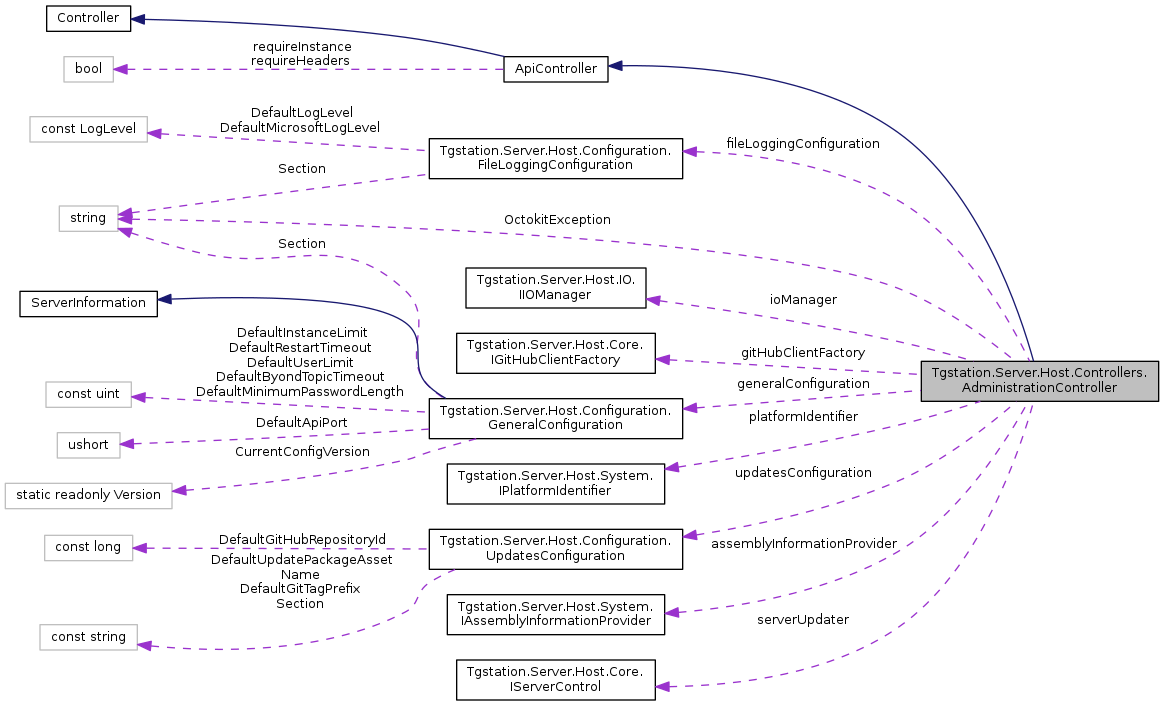 Controller
bool
requireInstance
requireHeaders
ApiController
const LogLevel
DefaultLogLevel
DefaultMicrosoftLogLevel
Tgstation.Server.Host.Configuration.
FileLoggingConfiguration
fileLoggingConfiguration
Section
string
OctokitException
Section
Tgstation.Server.Host.IO.
IIOManager
ioManager
ServerInformation
DefaultInstanceLimit
DefaultRestartTimeout
DefaultUserLimit
DefaultByondTopicTimeout
DefaultMinimumPasswordLength
Tgstation.Server.Host.Core.
IGitHubClientFactory
gitHubClientFactory
Tgstation.Server.Host.Controllers.
AdministrationController
const uint
generalConfiguration
Tgstation.Server.Host.Configuration.
GeneralConfiguration
platformIdentifier
DefaultApiPort
ushort
CurrentConfigVersion
static readonly Version
Tgstation.Server.Host.System.
IPlatformIdentifier
updatesConfiguration
const long
DefaultGitHubRepositoryId
Tgstation.Server.Host.Configuration.
UpdatesConfiguration
assemblyInformationProvider
DefaultUpdatePackageAsset
Name
DefaultGitTagPrefix
Section
Tgstation.Server.Host.System.
IAssemblyInformationProvider
serverUpdater
const string
Tgstation.Server.Host.Core.
IServerControl